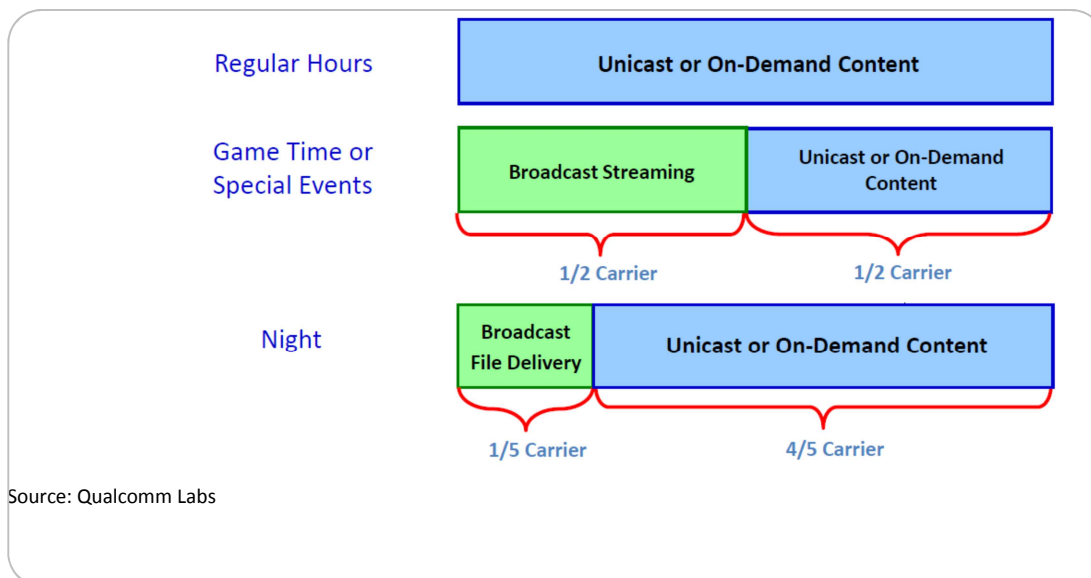 Regular Hours
Unicast or On-Demand Content
Game Time or
Special Events
Broadcast Streaming
Unicast or On-Demand
Content
1/2 Carrier
1/2 Carrier
Night
Broadcast
File Delivery
Unicast or On-Demand Content
1/5 Carrier
4/5 Carrier
Source: Qualcomm Labs